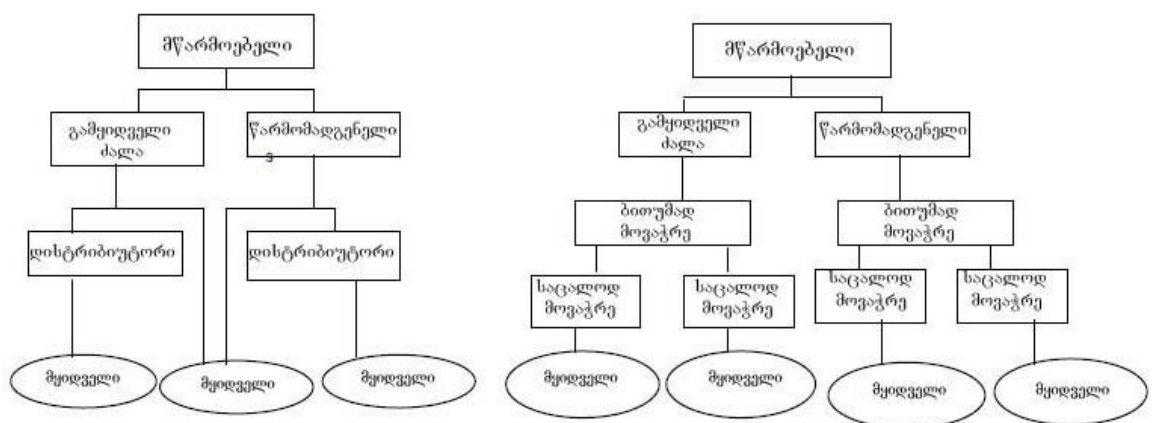 მწარმოებელი
გამყიდველი
ძალა
წარმომადგენელი
ვ
დისტრიბიუტორი
დისტრიბიუტორი
მყიდველი
მყიდველი
მყიდველი
მწარმოებელი
გამყიდველი
ძალა
წარმომადგენელი
ბითუმად
მოვაჭრე
ბითუმად
მოვაჭრე
საცალოდ
მოვაჭრე
საცალოდ
მოვაჭრე
საცალოდ
მოვაჭრე
საცალოდ
მოვაჭრე
მყიდველი
მყიდველი
მყიდველი
მყიდველი